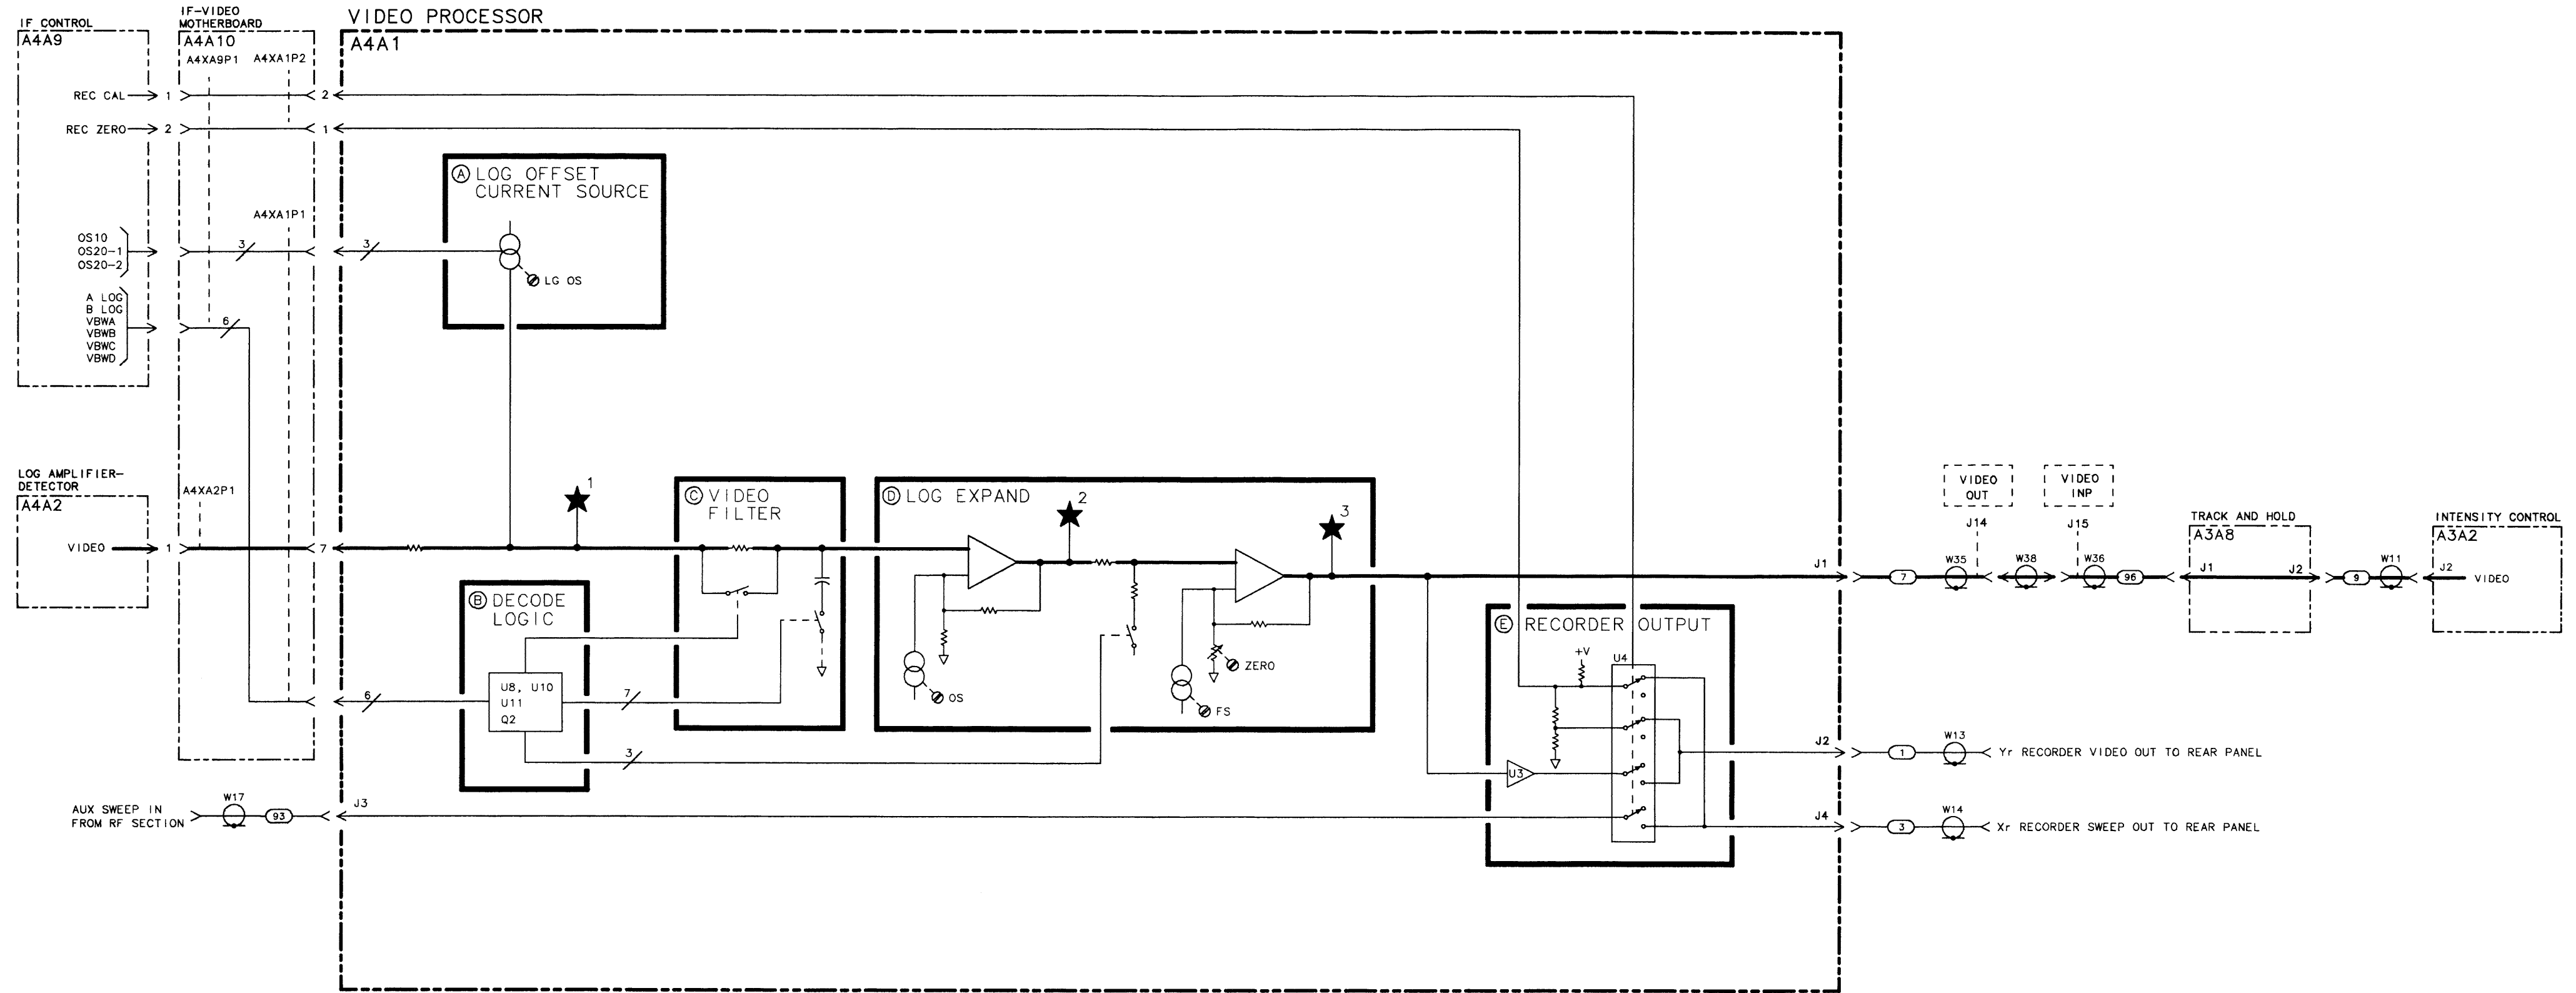 VIDEO PROCESSOR
A4A1
IF CONTROL
A4A9
IF-VIDEO
MOTHERBOARD
A4A10
A4XA9P1
A4XA1P2
REC CAL
1
2
REC ZERO
2
1
A4XA1P1
OS10
OS20-1
OS20-2
3
3
A LOG
B LOG
VBWA
VBWB
VBWC
VBWD
6
A LOG OFFSET
CURRENT SOURCE
LG OS
LOG AMPLIFIER-
DETECTOR
A4A2
A4XA2P1
VIDEO
1
7
1
C VIDEO
FILTER
D LOG EXPAND
2
3
OS
ZERO
FS
B DECODE
LOGIC
U8, U10
U11
Q2
6
7
3
E RECORDER OUTPUT
+V
U4
U3
AUX SWEEP IN
FROM RF SECTION
W17
93
J3
J1
7
W35
VIDEO
OUT
J14
W38
VIDEO
INP
J15
W36
96
TRACK AND HOLD
A3A8
J1
J2
9
W11
INTENSITY CONTROL
A3A2
J2
VIDEO
J2
1
W13
Yr RECORDER VIDEO OUT TO REAR PANEL
J4
3
W14
Xr RECORDER SWEEP OUT TO REAR PANEL